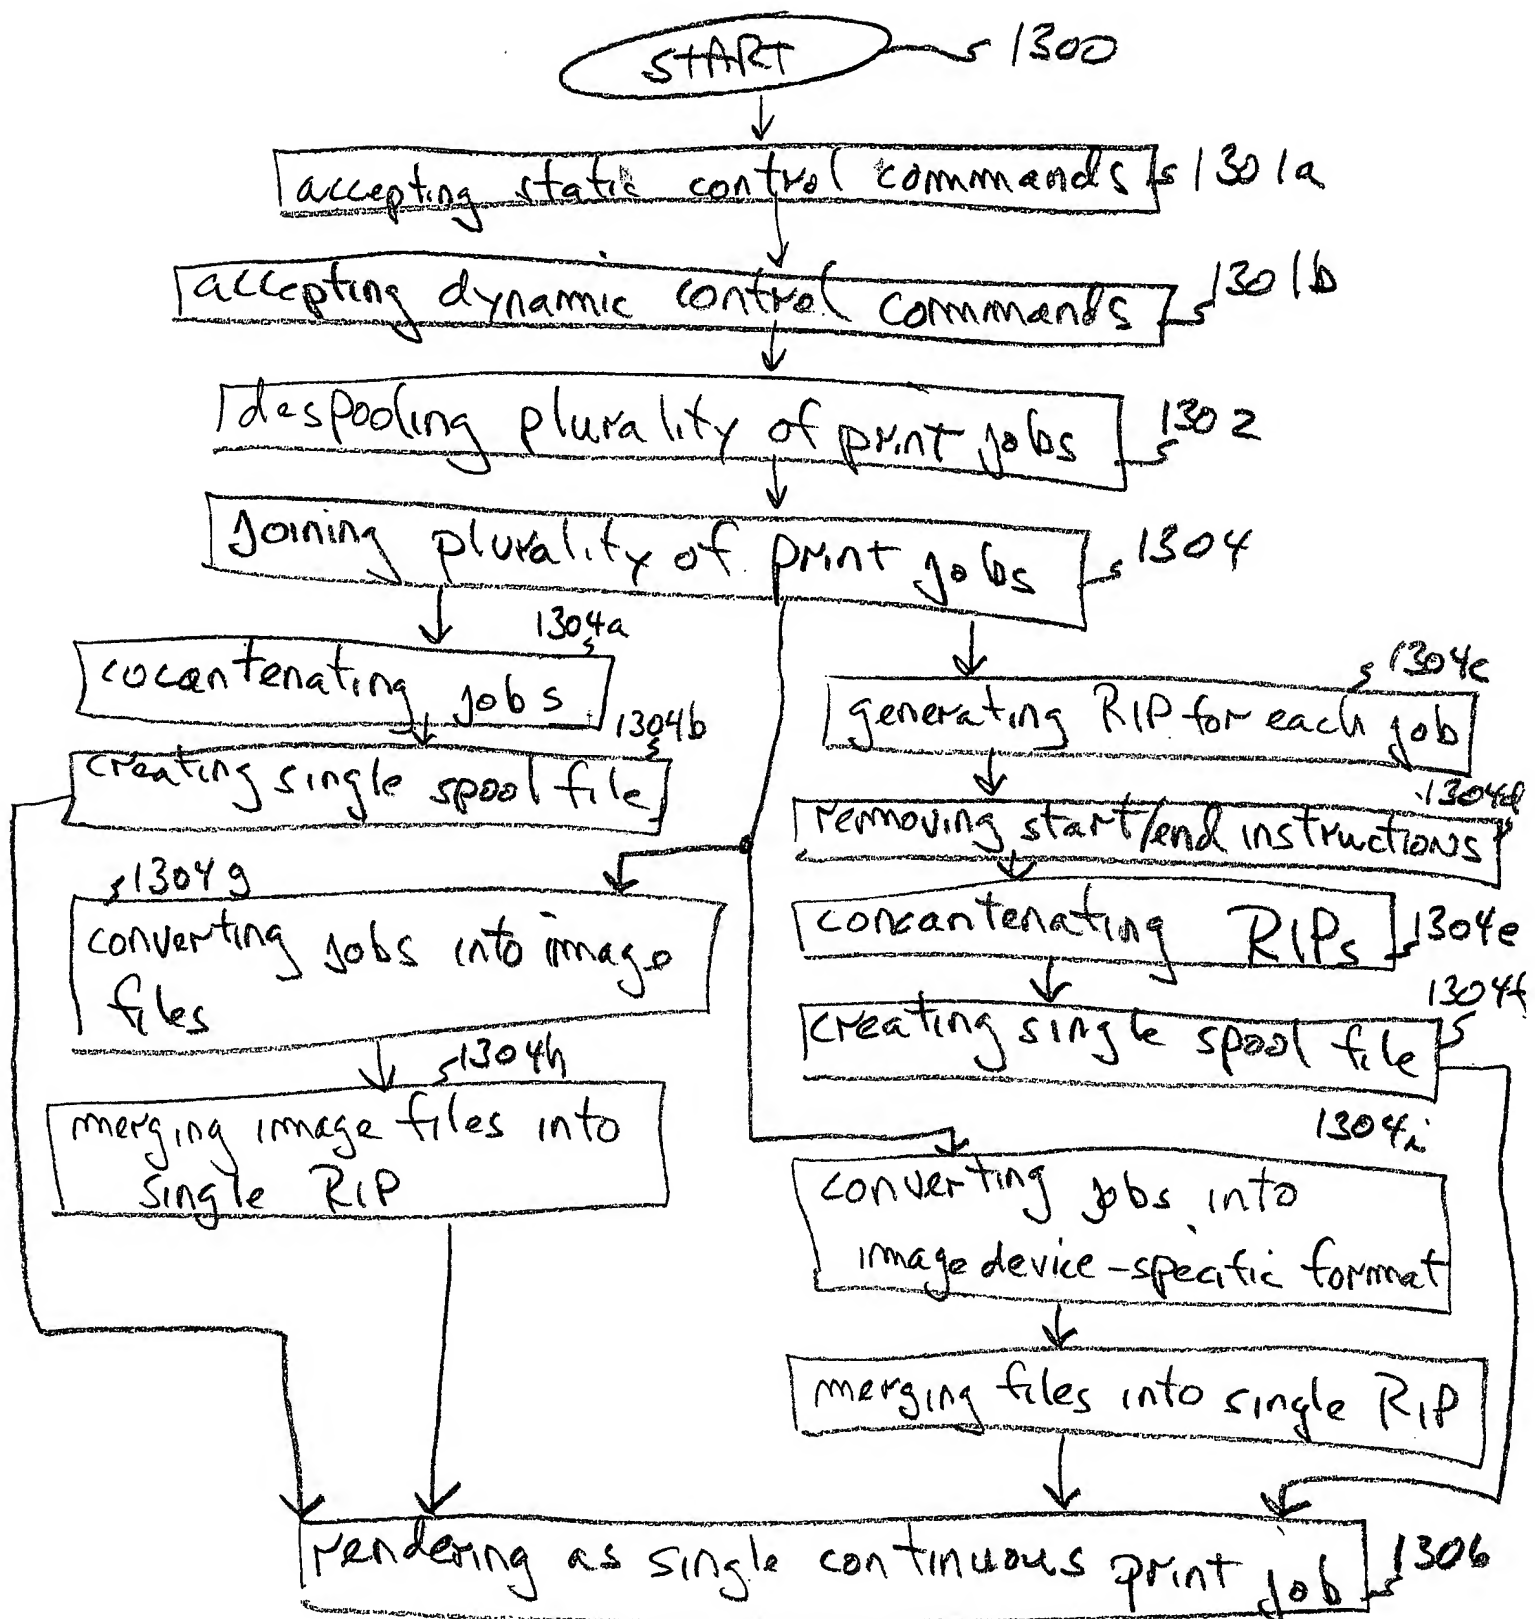 START 1300
accepting static control commands 1301a
accepting dynamic control commands 1301b
despooling plurality of print jobs 1302
Joining plurality of print jobs 1304
1304a
cocantenating jobs
1304b
creating single spool file
1304c
generating RIP for each job
1304d
removing start/end instructions
concantenating RIPs 1304e
1304f
creating single spool file
1304g
converting jobs into image
files
1304h
merging image files into
single RIP
1304i
converting jobs into
image device-specific format
merging files into single RIP
rendering as single continuous print job 1306